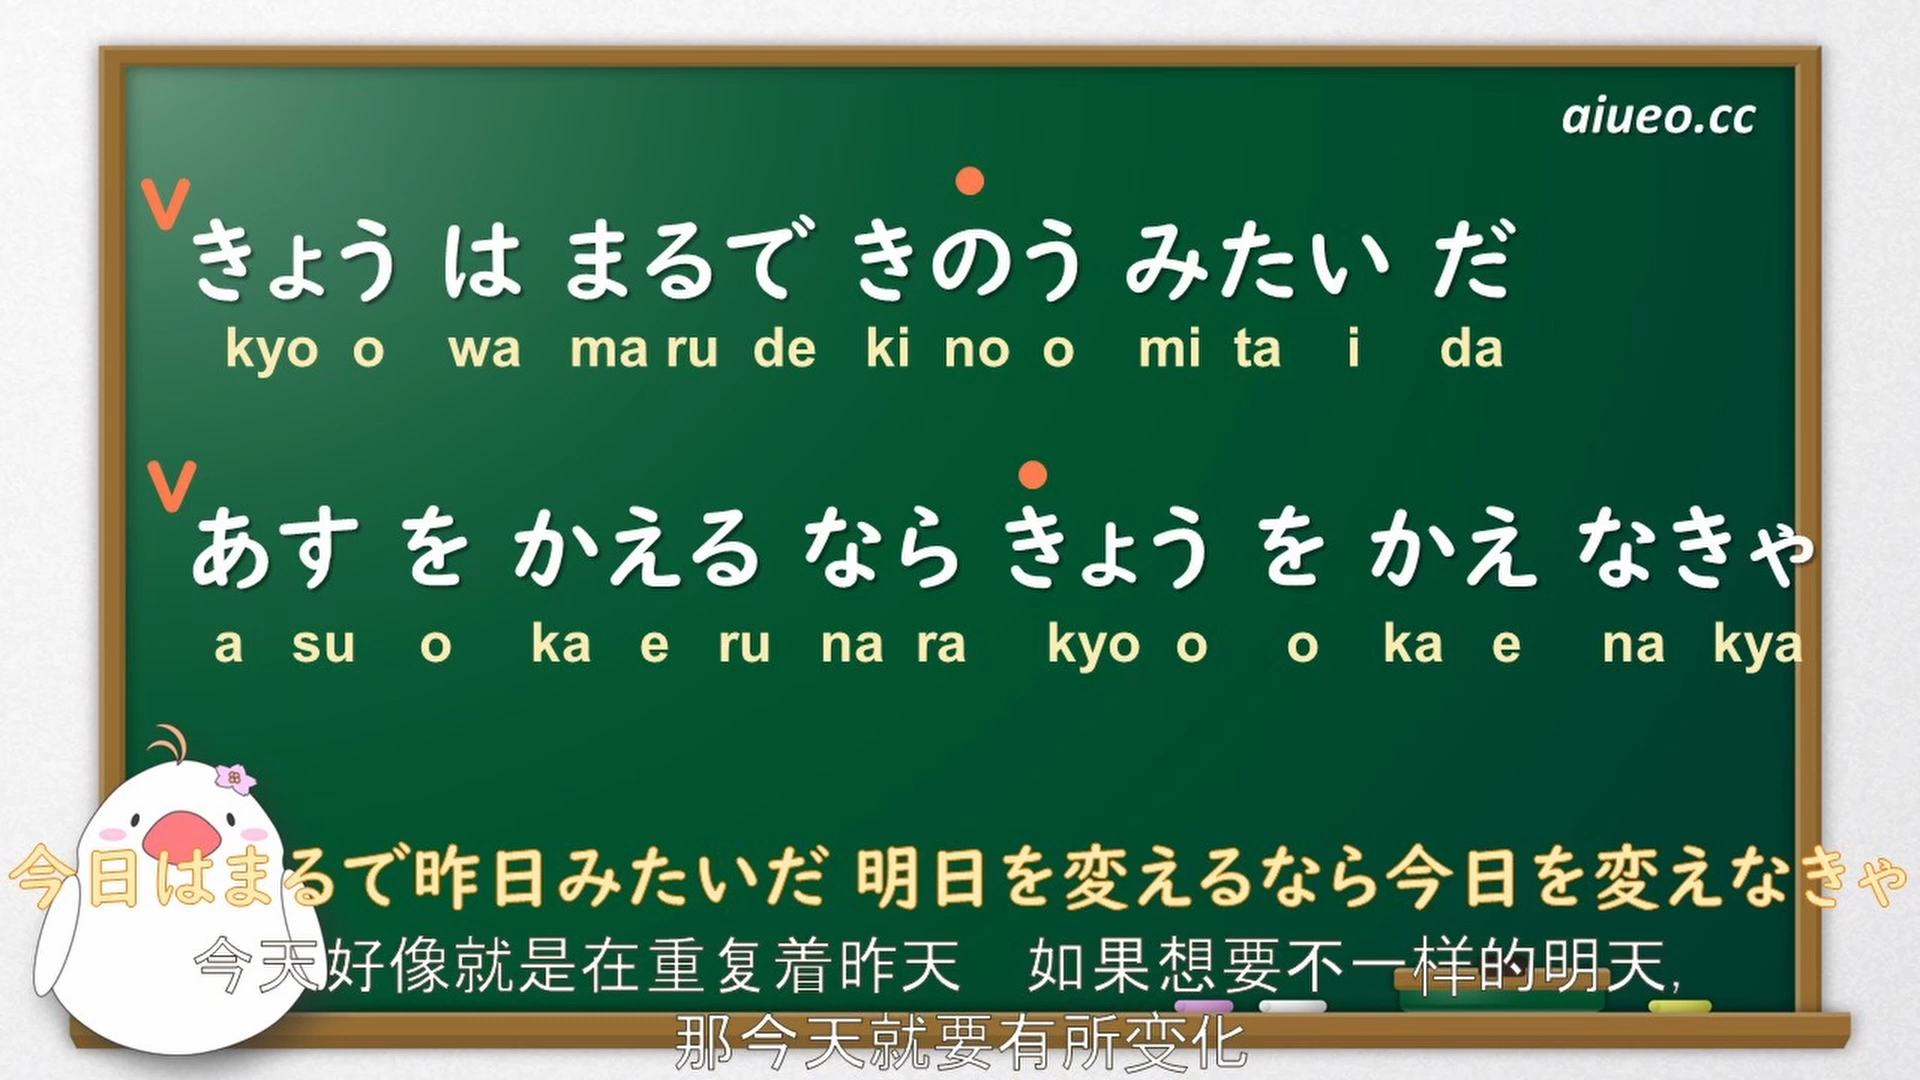 aiueo.cc
V きょう は まるで きのう みたい だ
kyo o wa ma ru de ki no o mi ta i da
V あす を かえる なら きょう を かえ なきゃ
a su o ka e ru na ra kyo o o ka e na kya
今日はまるで昨日みたいだ 明日を変えるなら今日を変えなきゃ
今天好像就是在重复着昨天 如果想要不一样的明天,
那今天就要有所变化